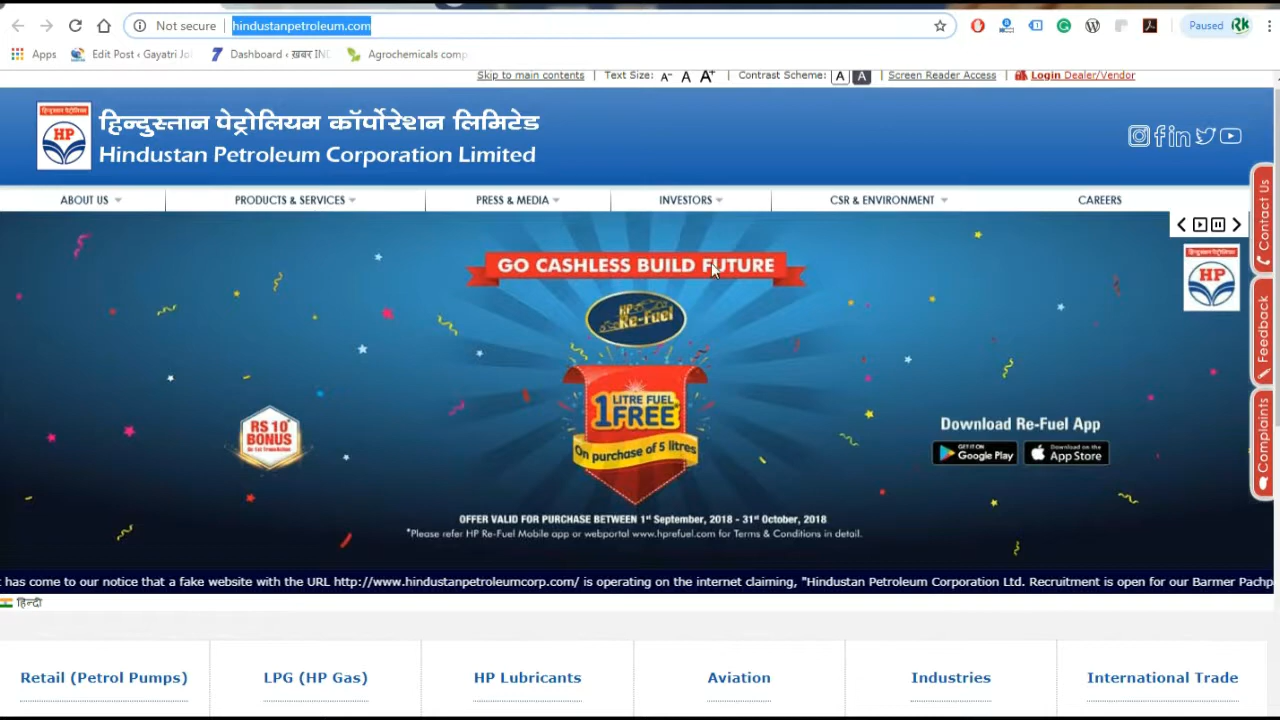 Not secure | hindustanpetroleum.com
Paused
Apps Edit Post ‹ Gayatri Jo Dashboard ‹ ख़बर IND Agrochemicals comp
Skip to main contents | Text Size: A- A A+ | Contrast Scheme: A A | Screen Reader Access | Login Dealer/Vendor
हिन्दुस्तान पेट्रोलियम कॉर्पोरेशन लिमिटेड
HP
Hindustan Petroleum Corporation Limited
ABOUT US PRODUCTS & SERVICES PRESS & MEDIA INVESTORS CSR & ENVIRONMENT CAREERS
Contact Us
GO CASHLESS BUILD FUTURE
हिन्दुस्तान पेट्रोलियम
HP
HP Re-Fuel
Feedback
1 LITRE FUEL FREE*
On purchase of 5 litres
RS 10* BONUS
Download Re-Fuel App
GET IT ON Google Play Download on the App Store
Complaints
OFFER VALID FOR PURCHASE BETWEEN 1st September, 2018 - 31st October, 2018
*Please refer HP Re-Fuel Mobile app or webportal www.hprefuel.com for Terms & Conditions in detail.
t has come to our notice that a fake website with the URL http://www.hindustanpetroleumcorp.com/ is operating on the internet claiming, "Hindustan Petroleum Corporation Ltd. Recruitment is open for our Barmer Pachp
हिन्दी
Retail (Petrol Pumps) LPG (HP Gas) HP Lubricants Aviation Industries International Trade